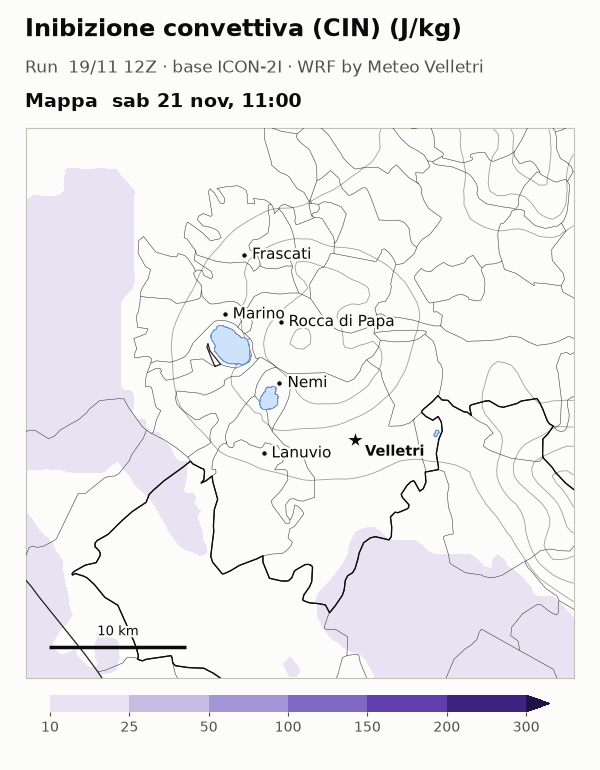 Inibizione convettiva (CIN) (J/kg)
Run  19/11 12Z · base ICON-2I · WRF by Meteo Velletri
Mappa  sab 21 nov, 11:00
Frascati
Marino
Rocca di Papa
Nemi
Velletri
Lanuvio
10 km
10 25 50 100 150 200 300